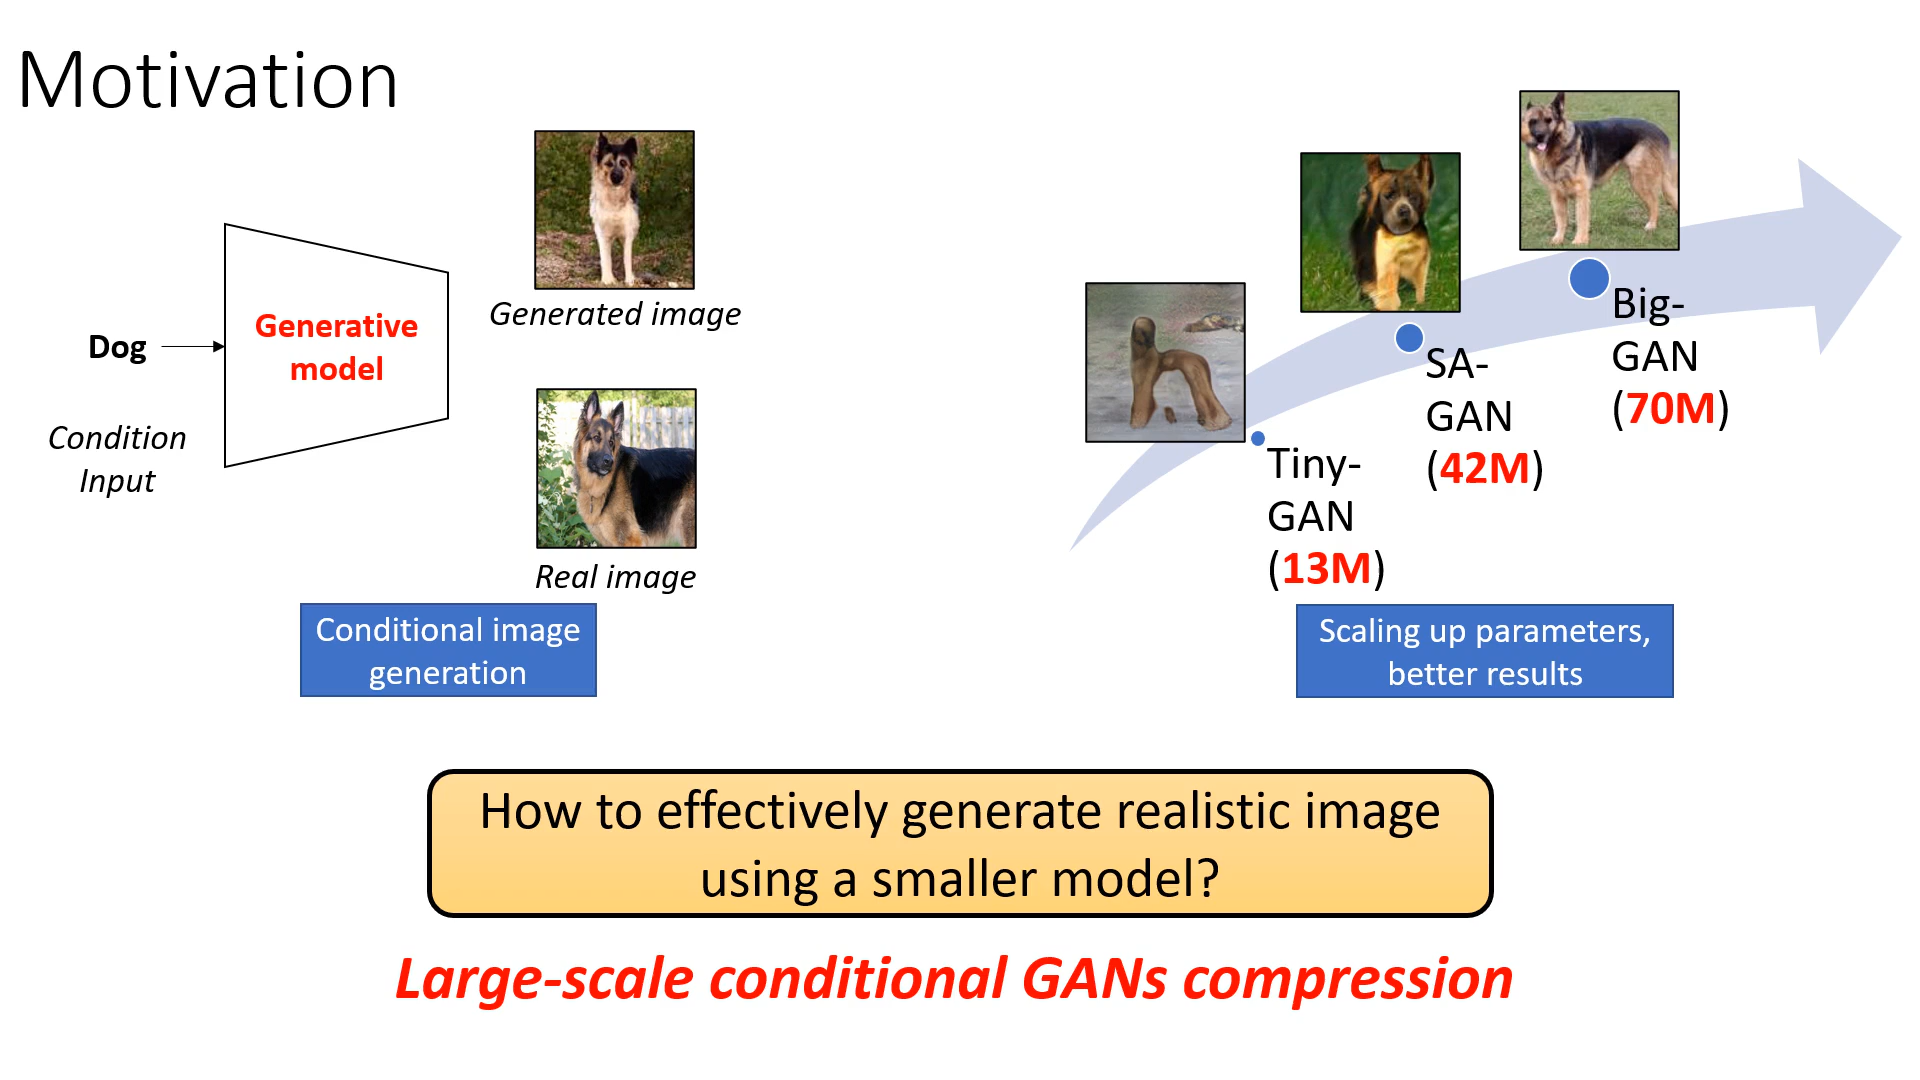 Motivation
Generated image
Dog
Generative
model
Condition
Input
Real image
Conditional image
generation
Big-
GAN
(70M)
SA-
GAN
(42M)
Tiny-
GAN
(13M)
Scaling up parameters,
better results
How to effectively generate realistic image
using a smaller model?
Large-scale conditional GANs compression